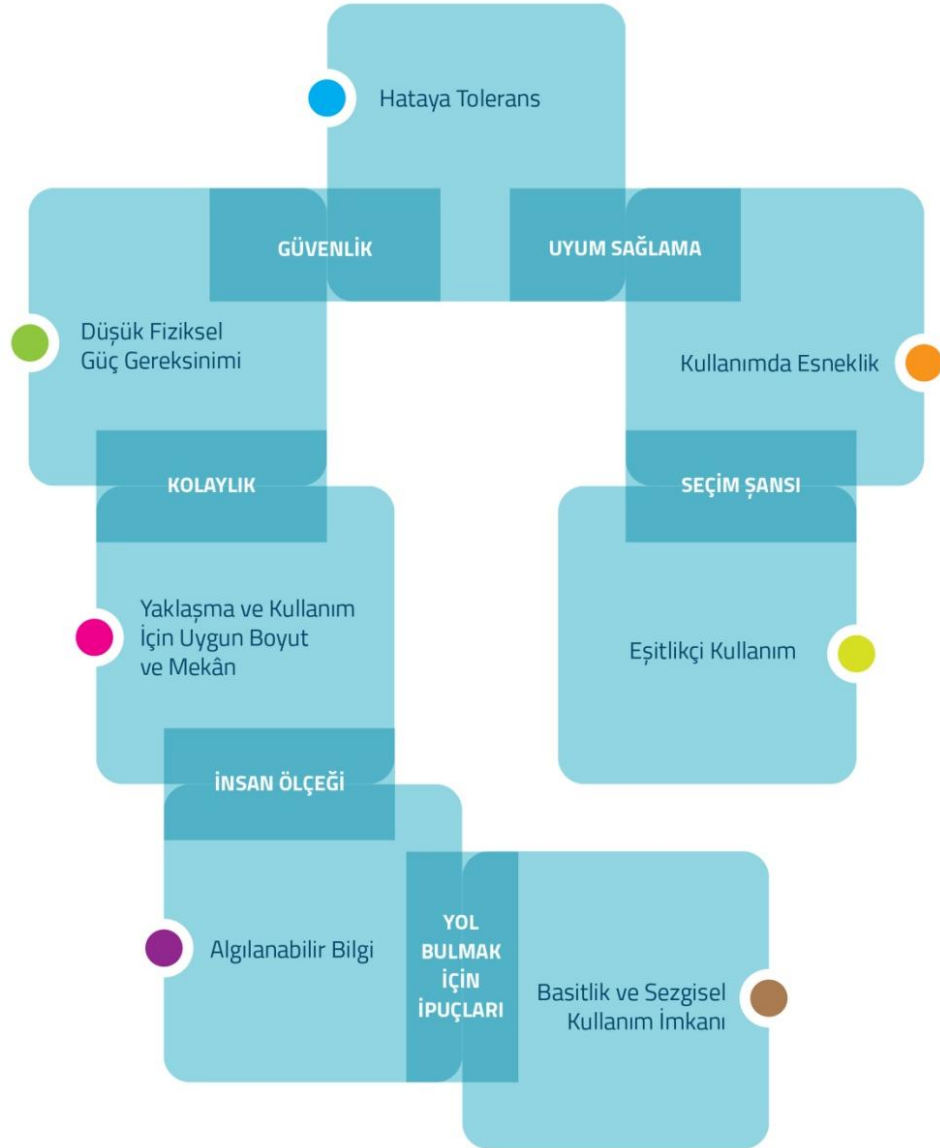 Hataya Tolerans
GÜVENLİK
UYUM SAĞLAMA
Düşük Fiziksel
Güç Gereksinimi
Kullanımda Esneklik
KOLAYLIK
SEÇİM ŞANSI
Yaklaşma ve Kullanım
İçin Uygun Boyut
ve Mekân
Eşitlikçi Kullanım
İNSAN ÖLÇEĞİ
Algılanabilir Bilgi
YOL
BULMAK
İÇİN
İPUÇLARI
Basitlik ve Sezgisel
Kullanım İmkanı